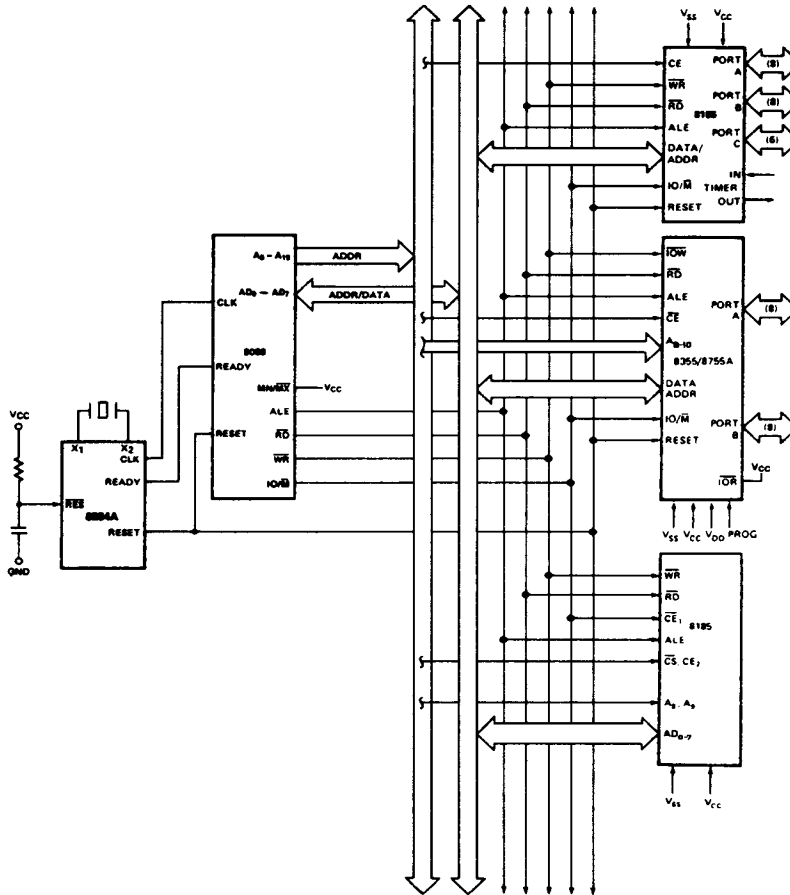 VSS VCC
CE
PORT A
(8)
WR
PORT B
(8)
RD
ALE
PORT C
(6)
DATA/ADDR
IN
IO/M
TIMER
OUT
RESET
A8 – A15
ADDR
AD0 – AD7
ADDR/DATA
CLK
8088
READY
MN/MX
VCC
ALE
RESET
RD
WR
IO/M
VCC
X1
X2
CLK
READY
RES
RESET
GND
IOW
RD
ALE
PORT A
(8)
CE
A8-10
8355/8755A
DATA
ADDR
IO/M
PORT B
(8)
RESET
VCC
IOR
VSS VCC VDD PROG
WR
RD
CE1
8185
ALE
CS, CE2
A8, A9
AD0-7
VSS VCC